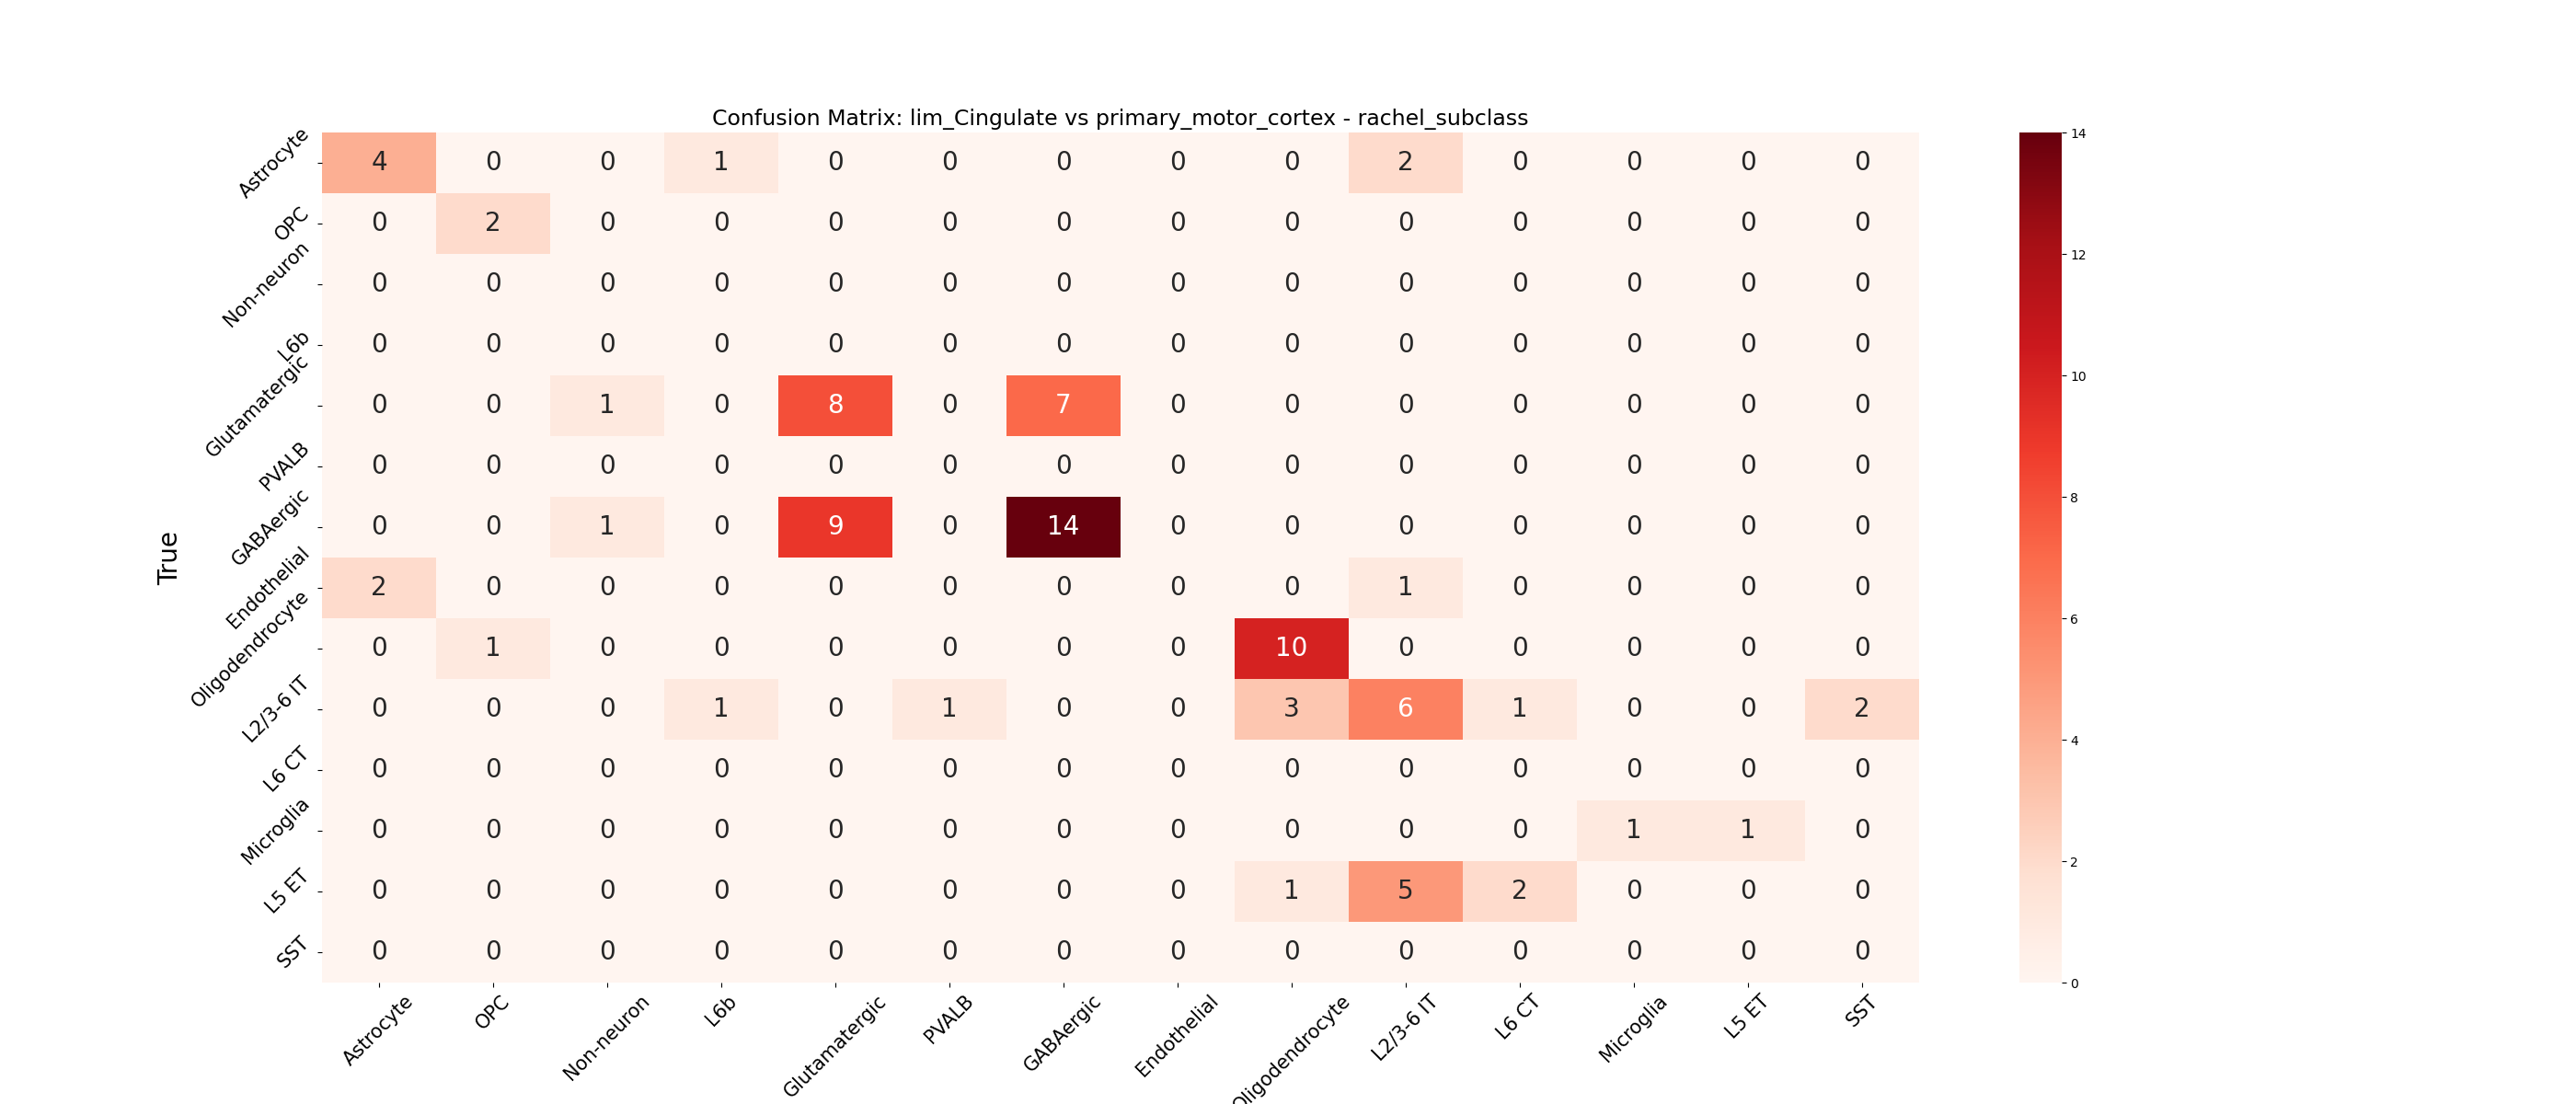 Confusion Matrix: lim_Cingulate vs primary_motor_cortex - rachel_subclass
True
Astrocyte 4 0 0 1 0 0 0 0 0 2 0 0 0 0
OPC 0 2 0 0 0 0 0 0 0 0 0 0 0 0
Non-neuron 0 0 0 0 0 0 0 0 0 0 0 0 0 0
L6b 0 0 0 0 0 0 0 0 0 0 0 0 0 0
Glutamatergic 0 0 1 0 8 0 7 0 0 0 0 0 0 0
PVALB 0 0 0 0 0 0 0 0 0 0 0 0 0 0
GABAergic 0 0 1 0 9 0 14 0 0 0 0 0 0 0
Endothelial 2 0 0 0 0 0 0 0 0 1 0 0 0 0
Oligodendrocyte 0 1 0 0 0 0 0 0 10 0 0 0 0 0
L2/3-6 IT 0 0 0 1 0 1 0 0 3 6 1 0 0 2
L6 CT 0 0 0 0 0 0 0 0 0 0 0 0 0 0
Microglia 0 0 0 0 0 0 0 0 0 0 0 1 1 0
L5 ET 0 0 0 0 0 0 0 0 1 5 2 0 0 0
SST 0 0 0 0 0 0 0 0 0 0 0 0 0 0
Astrocyte OPC Non-neuron L6b Glutamatergic PVALB GABAergic Endothelial Oligodendrocyte L2/3-6 IT L6 CT Microglia L5 ET SST
14
12
10
8
6
4
2
0